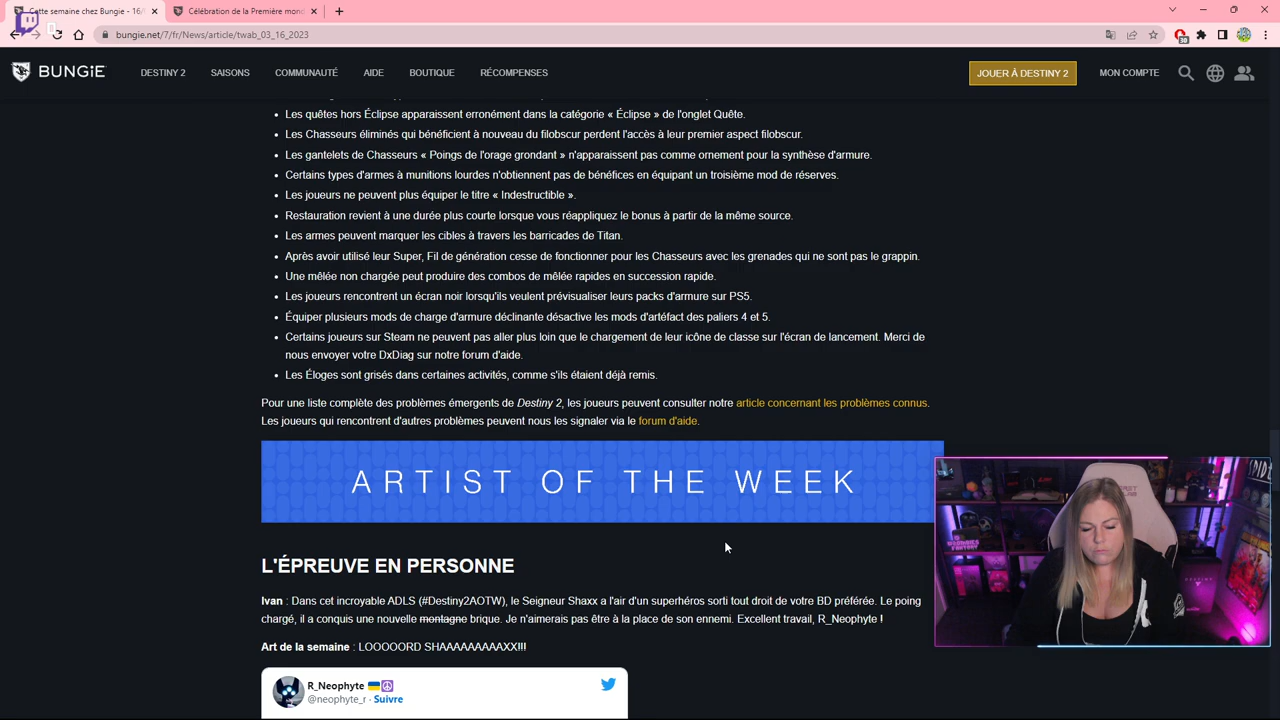 Cette semaine chez Bungie - 16/
Célébration de la Première mond
bungie.net/7/fr/News/article/twab_03_16_2023
BUNGiE
DESTINY 2
SAISONS
COMMUNAUTÉ
AIDE
BOUTIQUE
RÉCOMPENSES
JOUER À DESTINY 2
MON COMPTE
Les quêtes hors Éclipse apparaissent erronément dans la catégorie « Éclipse » de l'onglet Quête.
Les Chasseurs éliminés qui bénéficient à nouveau du filobscur perdent l'accès à leur premier aspect filobscur.
Les gantelets de Chasseurs « Poings de l'orage grondant » n'apparaissent pas comme ornement pour la synthèse d'armure.
Certains types d'armes à munitions lourdes n'obtiennent pas de bénéfices en équipant un troisième mod de réserves.
Les joueurs ne peuvent plus équiper le titre « Indestructible ».
Restauration revient à une durée plus courte lorsque vous réappliquez le bonus à partir de la même source.
Les armes peuvent marquer les cibles à travers les barricades de Titan.
Après avoir utilisé leur Super, Fil de génération cesse de fonctionner pour les Chasseurs avec les grenades qui ne sont pas le grappin.
Une mêlée non chargée peut produire des combos de mêlée rapides en succession rapide.
Les joueurs rencontrent un écran noir lorsqu'ils veulent prévisualiser leurs packs d'armure sur PS5.
Équiper plusieurs mods de charge d'armure déclinante désactive les mods d'artéfact des paliers 4 et 5.
Certains joueurs sur Steam ne peuvent pas aller plus loin que le chargement de leur icône de classe sur l'écran de lancement. Merci de
nous envoyer votre DxDiag sur notre forum d'aide.
Les Éloges sont grisés dans certaines activités, comme s'ils étaient déjà remis.
Pour une liste complète des problèmes émergents de Destiny 2, les joueurs peuvent consulter notre article concernant les problèmes connus.
Les joueurs qui rencontrent d'autres problèmes peuvent nous les signaler via le forum d'aide.
ARTIST OF THE WEEK
L'ÉPREUVE EN PERSONNE
Ivan : Dans cet incroyable ADLS (#Destiny2AOTW), le Seigneur Shaxx a l'air d'un superhéros sorti tout droit de votre BD préférée. Le poing
chargé, il a conquis une nouvelle montagne brique. Je n'aimerais pas être à la place de son ennemi. Excellent travail, R_Neophyte !
Art de la semaine : LOOOOORD SHAAAAAAAAAXX!!!
R_Neophyte
@neophyte_r · Suivre